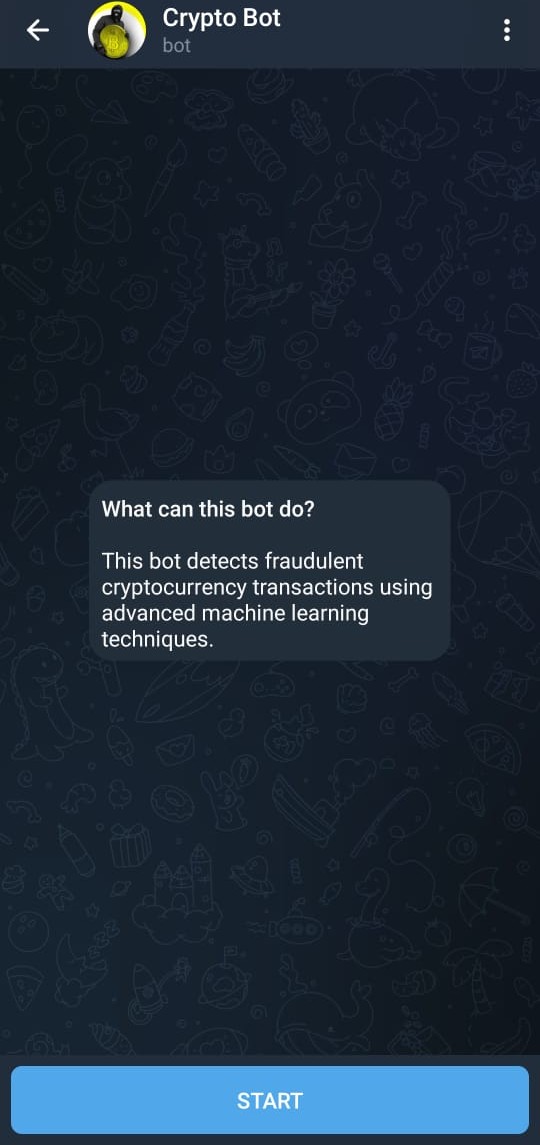 Crypto Bot
bot
What can this bot do?
This bot detects fraudulent
cryptocurrency transactions using
advanced machine learning
techniques.
START